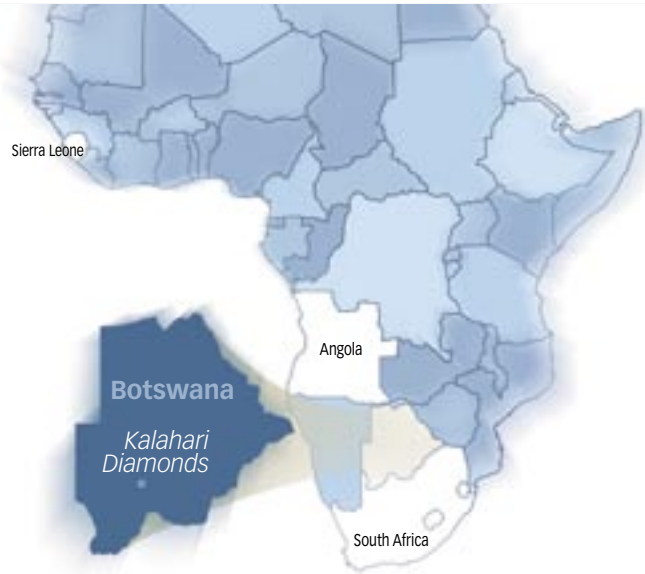 Sierra Leone
Angola
Botswana
Kalahari
Diamonds
South Africa